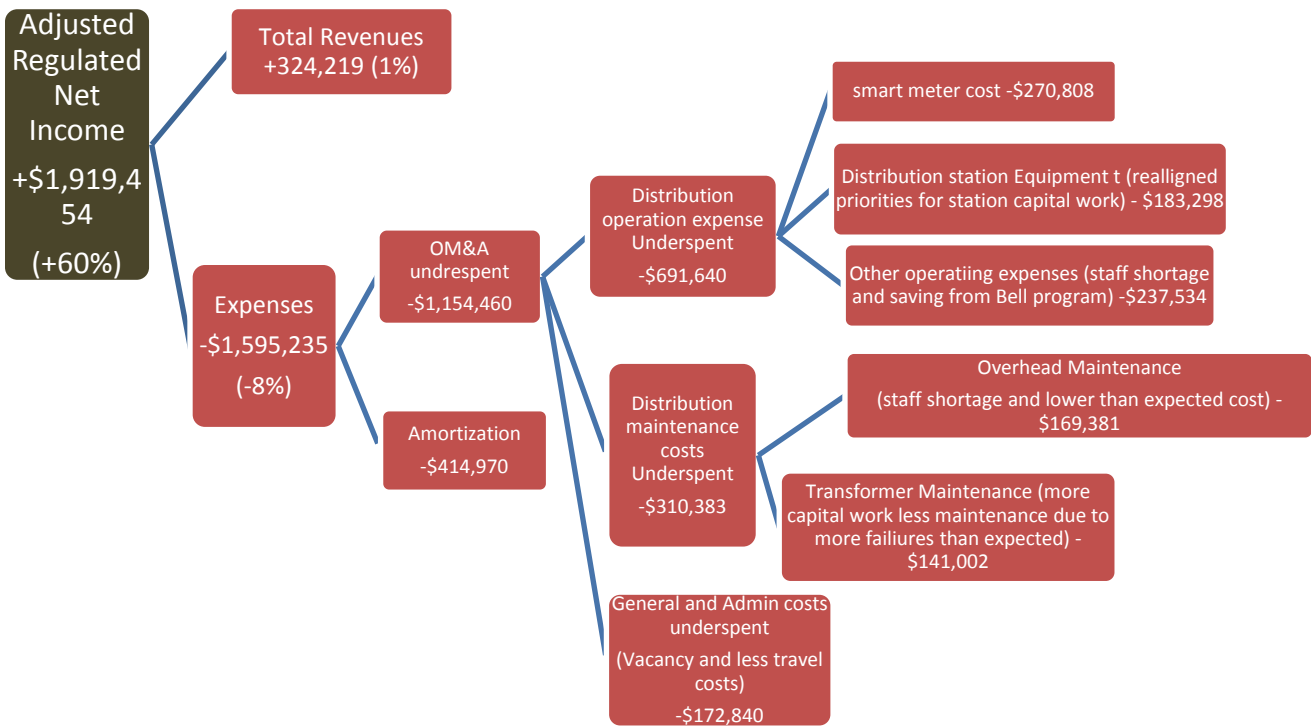 Adjusted
Regulated
Net
Income
+$1,919,4
54
(+60%)
Total Revenues
+324,219 (1%)
Expenses
-$1,595,235
(-8%)
OM&A
undrespent
-$1,154,460
Amortization
-$414,970
Distribution
operation expense
Underspent
-$691,640
Distribution
maintenance
costs
Underspent
-$310,383
General and Admin costs
underspent
(Vacancy and less travel
costs)
-$172,840
smart meter cost -$270,808
Distribution station Equipment t (realligned
priorities for station capital work) - $183,298
Other operatiing expenses (staff shortage
and saving from Bell program) -$237,534
Overhead Maintenance
(staff shortage and lower than expected cost) -
$169,381
Transformer Maintenance (more
capital work less maintenance due to
more failiures than expected) -
$141,002